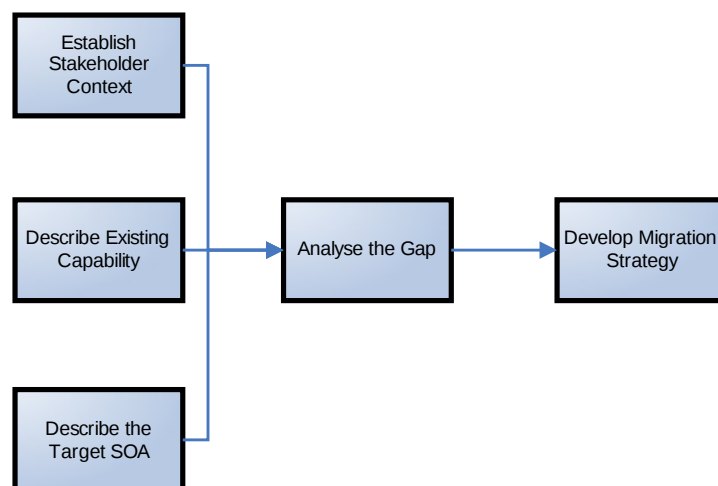 Establish
Stakeholder
Context
Describe Existing
Capability
Analyse the Gap
Develop Migration
Strategy
Describe the
Target SOA